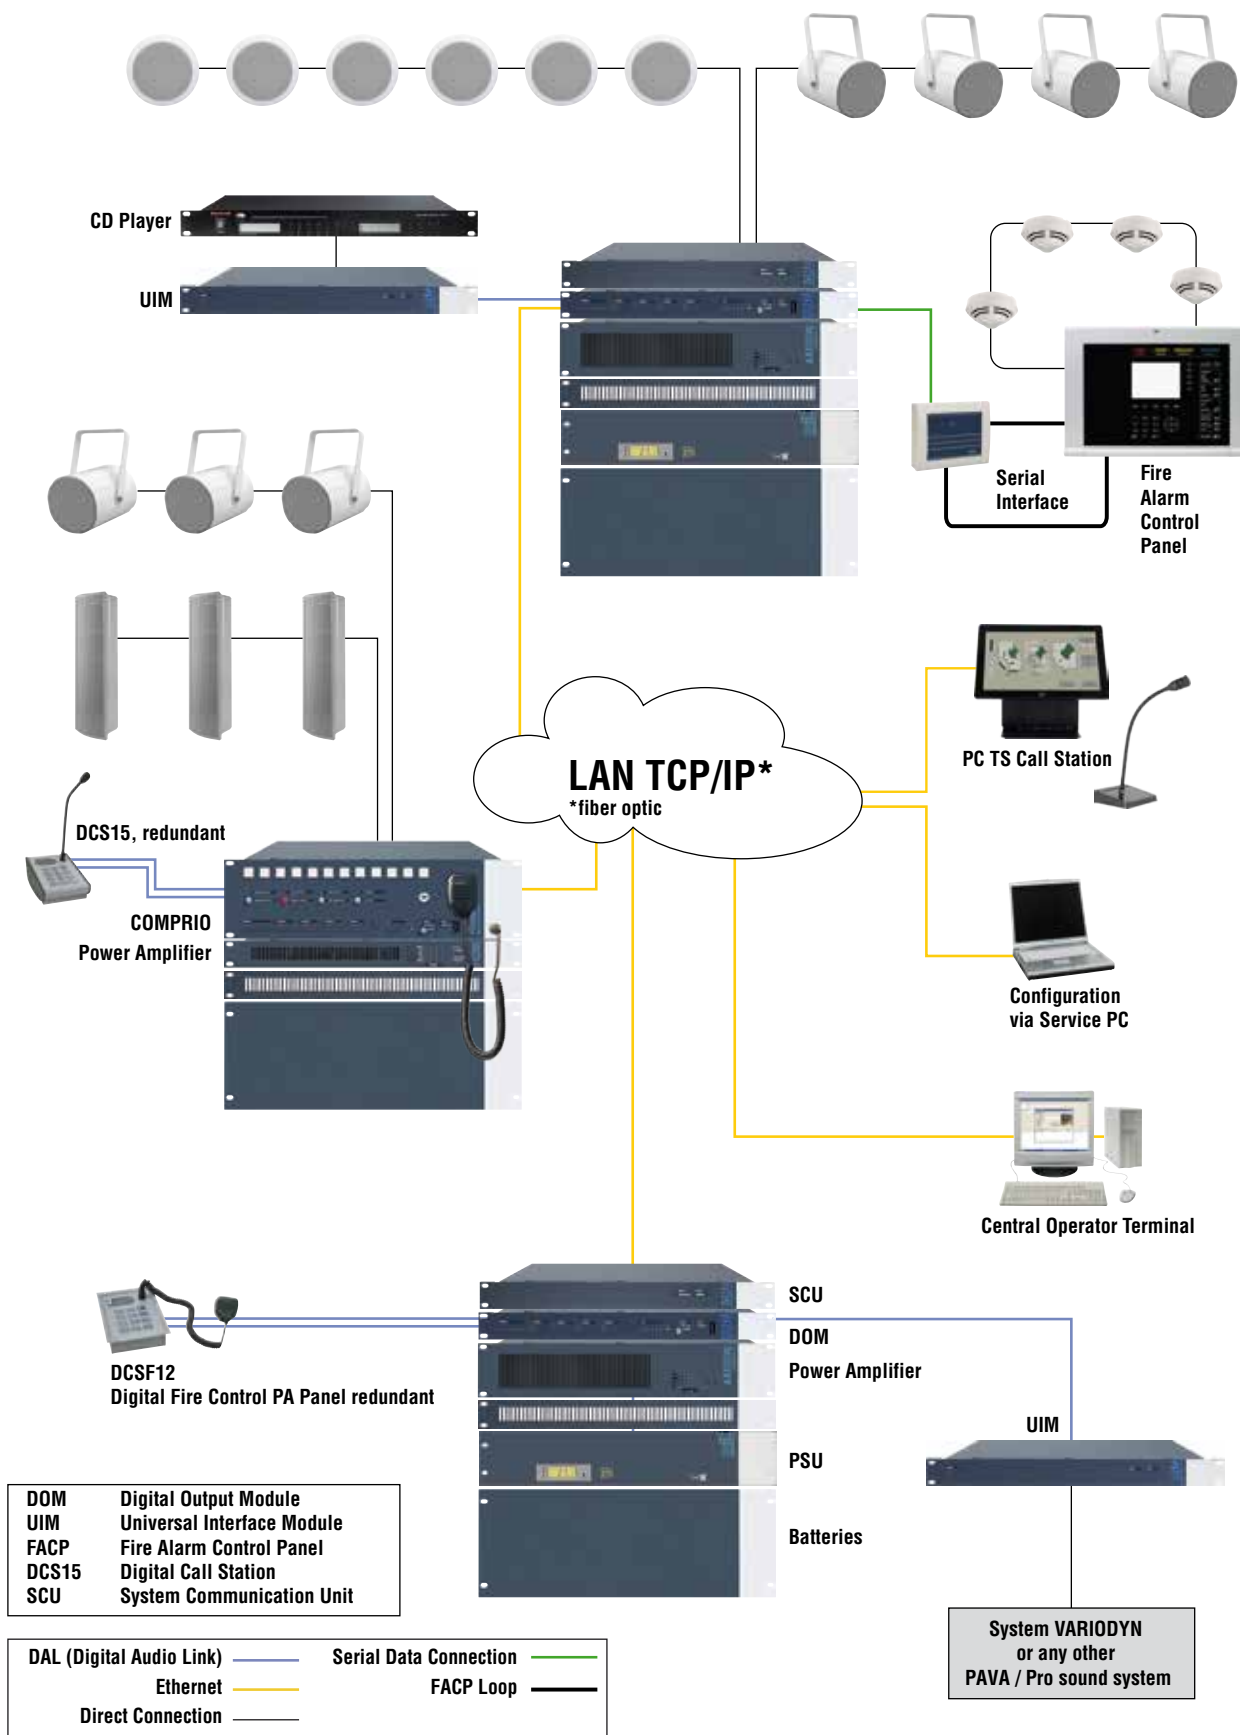 CD Player
UIM
Serial
Interface
Fire
Alarm
Control
Panel
LAN TCP/IP*
*fiber optic
PC TS Call Station
DCS15, redundant
COMPRIO
Power Amplifier
Configuration
via Service PC
Central Operator Terminal
SCU
DOM
Power Amplifier
PSU
Batteries
DCSF12
Digital Fire Control PA Panel redundant
UIM
System VARIODYN
or any other
PAVA / Pro sound system
DOM Digital Output Module
UIM Universal Interface Module
FACP Fire Alarm Control Panel
DCS15 Digital Call Station
SCU System Communication Unit
DAL (Digital Audio Link) Serial Data Connection
Ethernet FACP Loop
Direct Connection